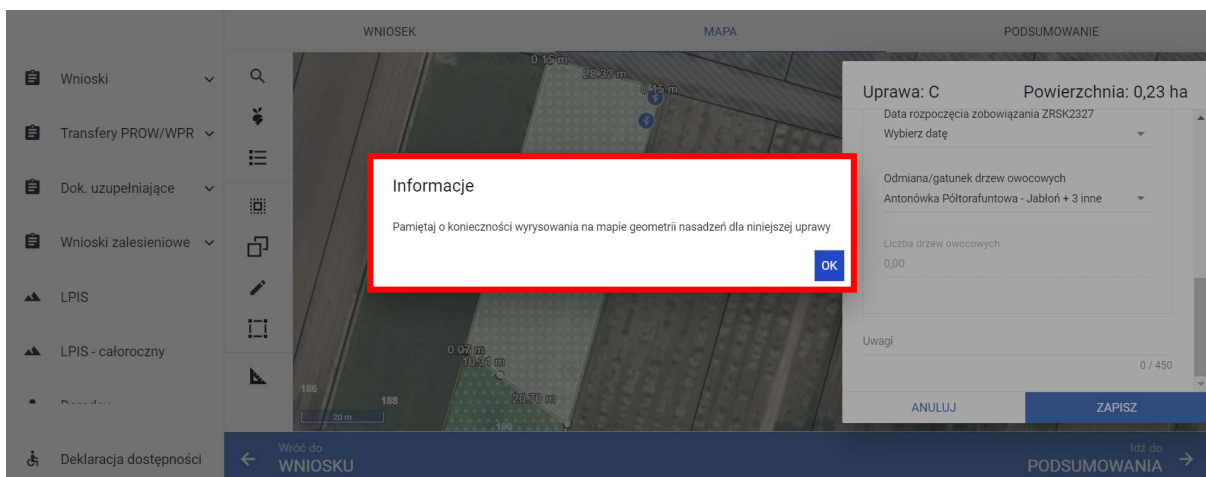 WNIOSEK
MAPA
PODSUMOWANIE
Wnioski
Transfery PROW/WPR
Dok. uzupełniające
Wnioski zalesieniowe
LPIS
LPIS - całoroczny
Deklaracja dostępności
0.15 m
28.32 m
0.15 m
Informacje
Pamiętaj o konieczności wyrysowania na mapie geometrii nasadzeń dla niniejszej uprawy
OK
0.07 m
10.31 m
20.70 m
186
188
190
20 m
Uprawa: C Powierzchnia: 0,23 ha
Data rozpoczęcia zobowiązania ZRSK2327
Wybierz datę
Odmiana/gatunek drzew owocowych
Antonówka Półtorafuntowa - Jabłoń + 3 inne
Liczba drzew owocowych
0,00
Uwagi
0 / 450
ANULUJ
ZAPISZ
Wróć do
WNIOSKU
Idź do
PODSUMOWANIA